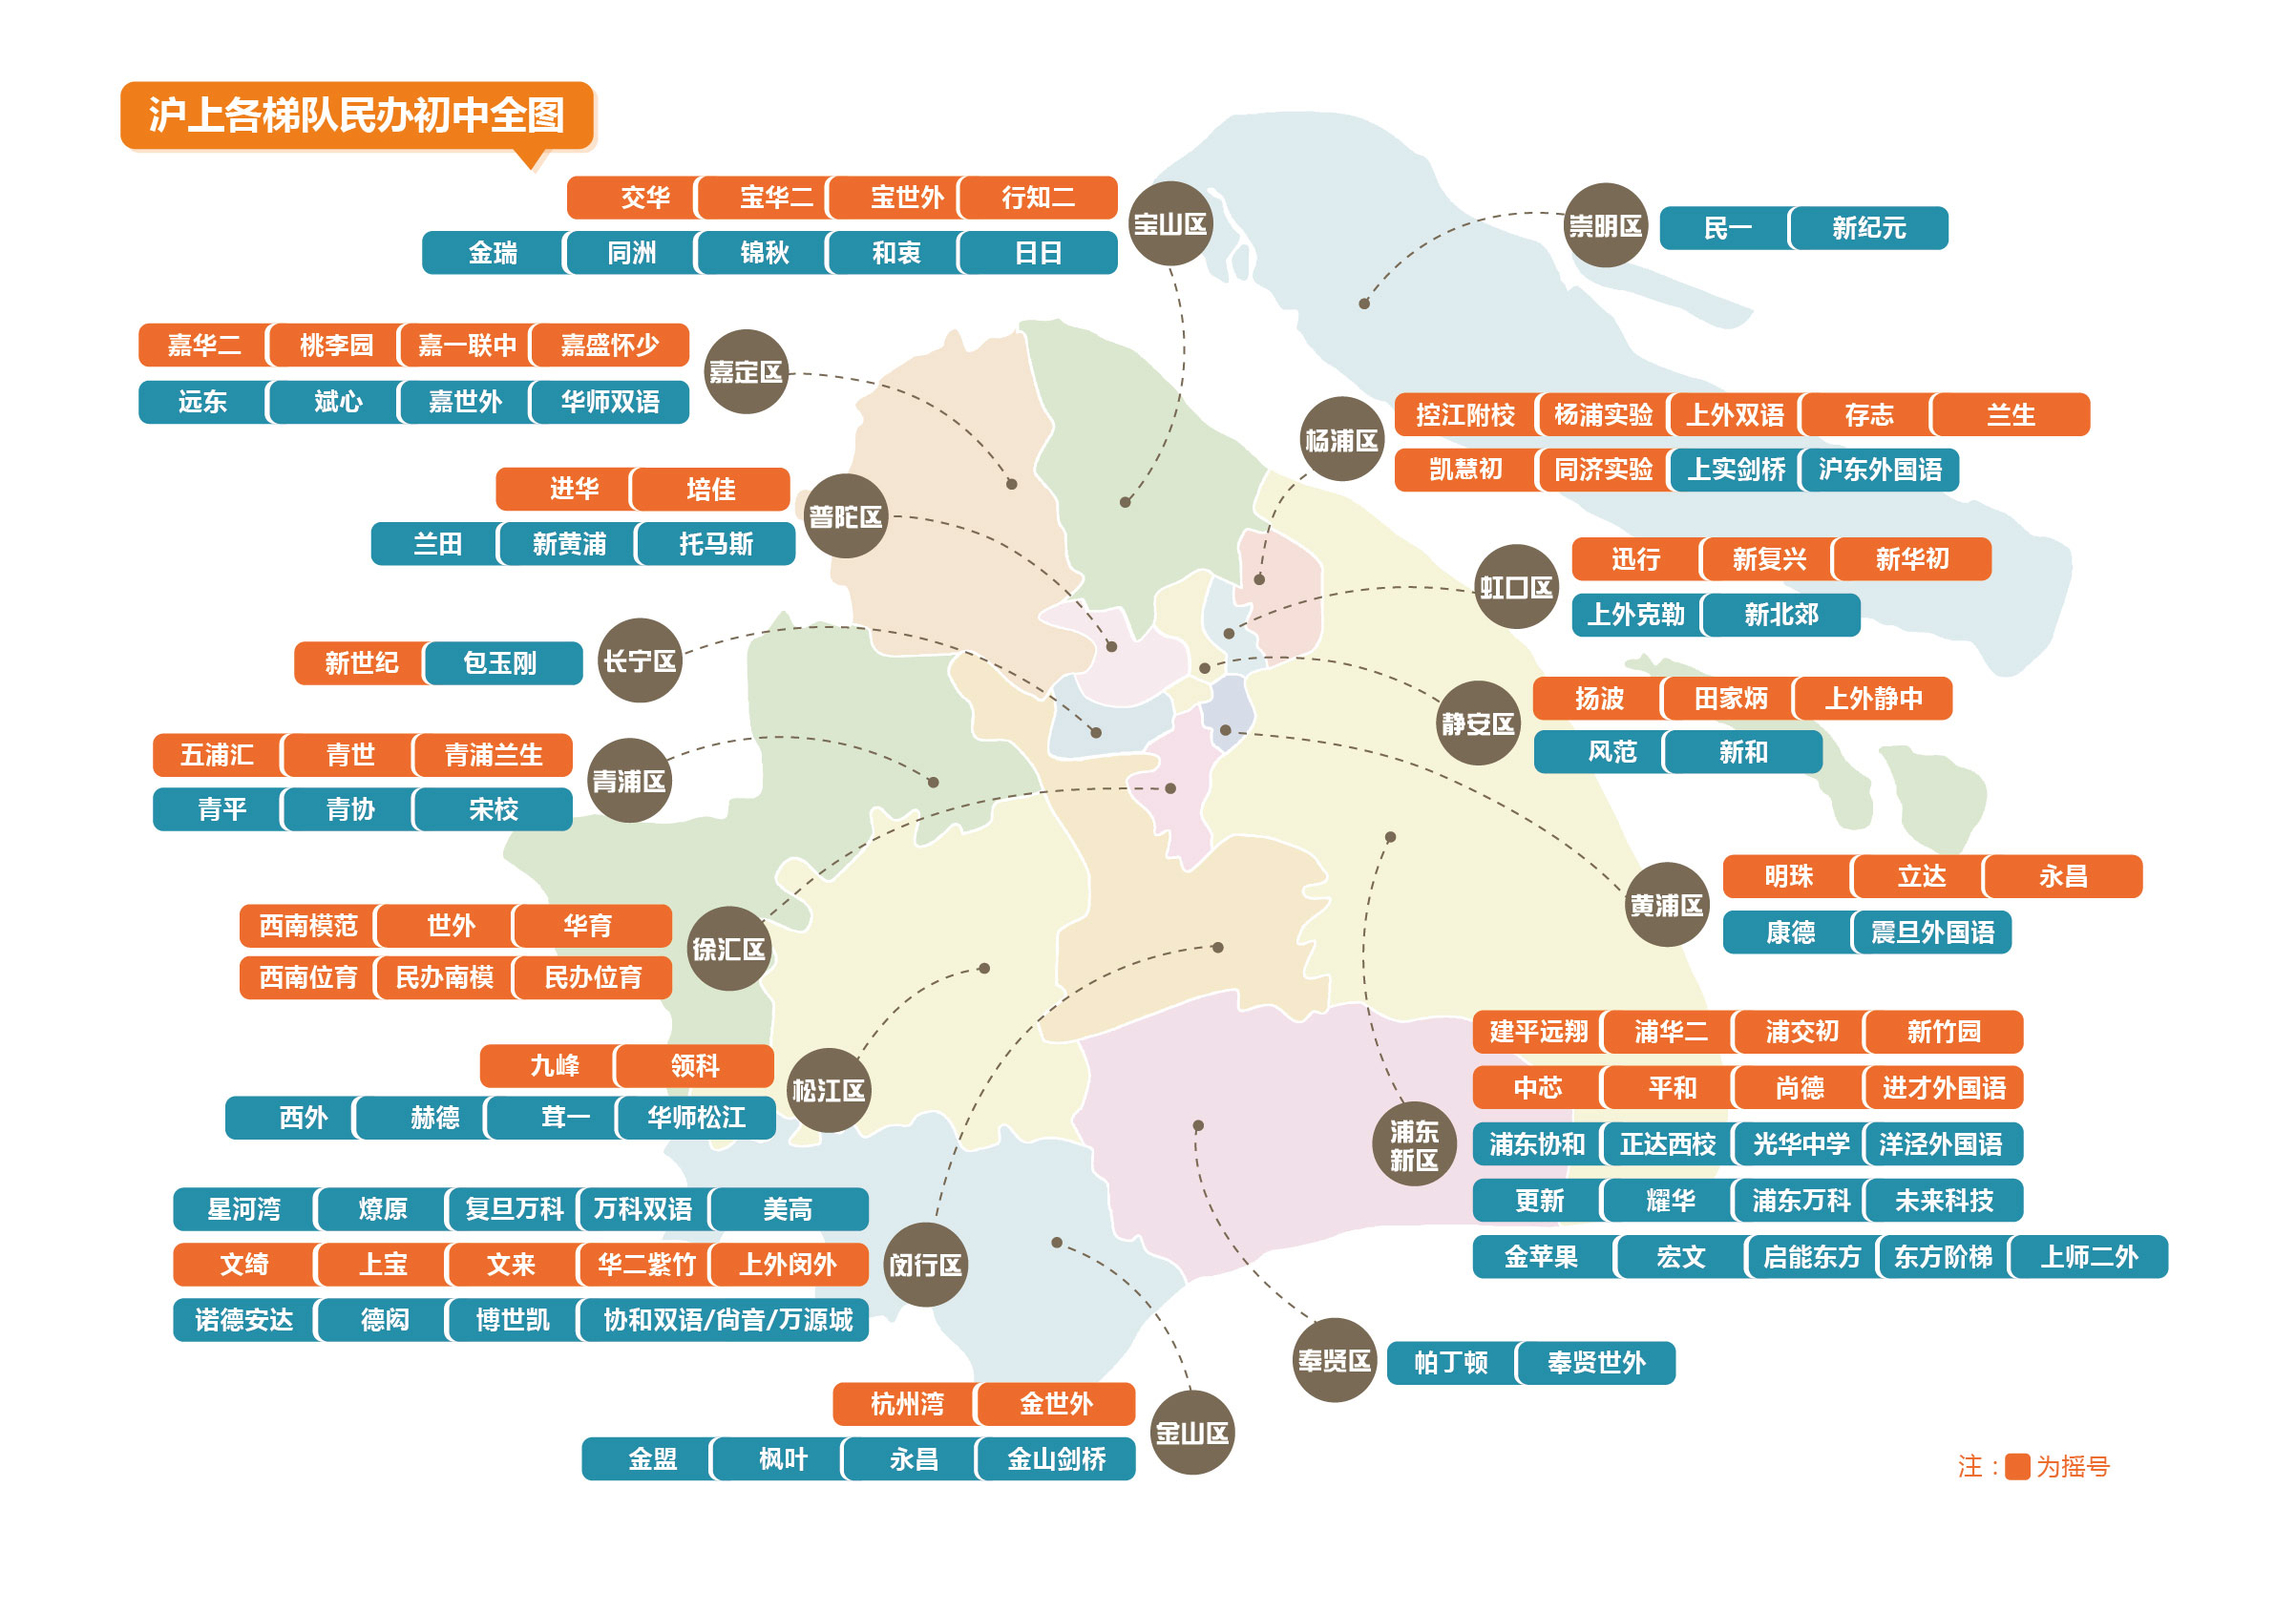 沪上各梯队民办初中全图
交华 宝华二 宝世外 行知二
金瑞 同洲 锦秋 和衷 日日
宝山区
崇明区
民一 新纪元
嘉华二 桃李园 嘉一联中 嘉盛怀少
远东 斌心 嘉世外 华师双语
嘉定区
杨浦区
控江附校 杨浦实验 上外双语 存志 兰生
凯慧初 同济实验 上实剑桥 沪东外国语
进华 培佳
兰田 新黄浦 托马斯
普陀区
虹口区
迅行 新复兴 新华初
上外克勒 新北郊
新世纪 包玉刚
长宁区
静安区
扬波 田家炳 上外静中
风范 新和
五浦汇 青世 青浦兰生
青平 青协 宋校
青浦区
黄浦区
明珠 立达 永昌
康德 震旦外国语
西南模范 世外 华育
西南位育 民办南模 民办位育
徐汇区
九峰 领科
西外 赫德 茸一 华师松江
松江区
浦东
新区
建平远翔 浦华二 浦交初 新竹园
中芯 平和 尚德 进才外国语
浦东协和 正达西校 光华中学 洋泾外国语
更新 耀华 浦东万科 未来科技
金苹果 宏文 启能东方 东方阶梯 上师二外
星河湾 燎原 复旦万科 万科双语 美高
文绮 上宝 文来 华二紫竹 上外闵外
诺德安达 德闳 博世凯 协和双语/尚音/万源城
闵行区
奉贤区
帕丁顿 奉贤世外
杭州湾 金世外
金盟 枫叶 永昌 金山剑桥
金山区
注：为摇号